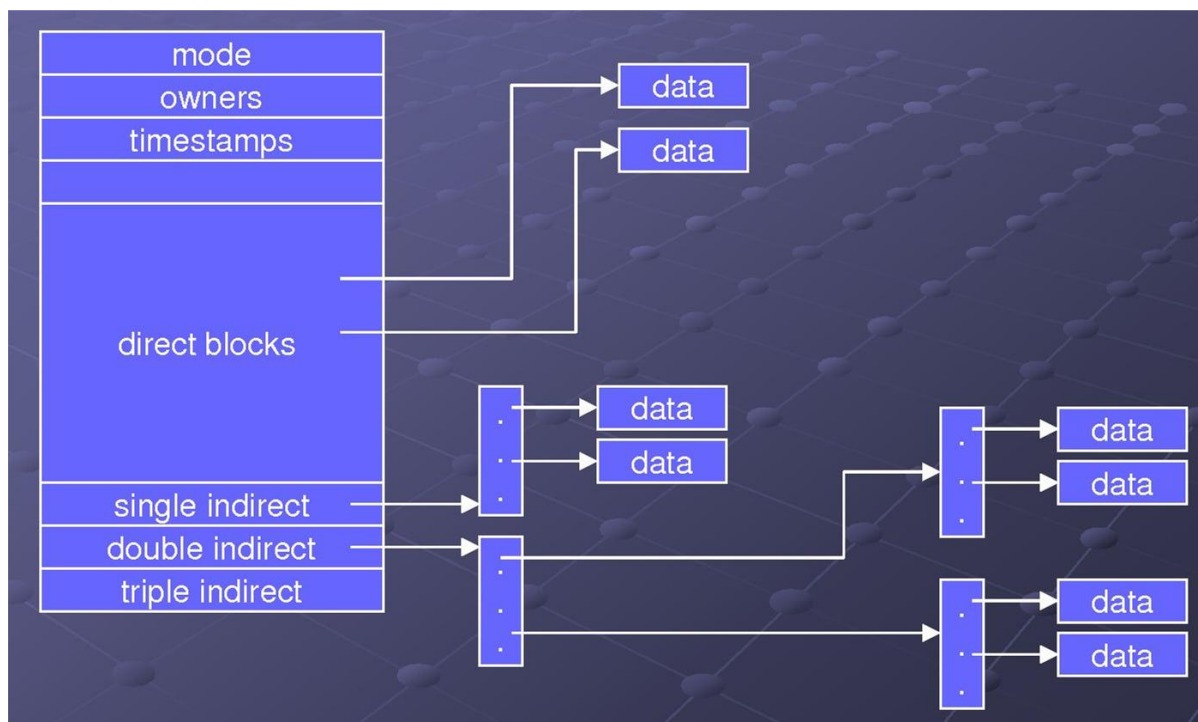 mode
owners
timestamps
direct blocks
single indirect
double indirect
triple indirect
data
data
data
data
data
data
data
data